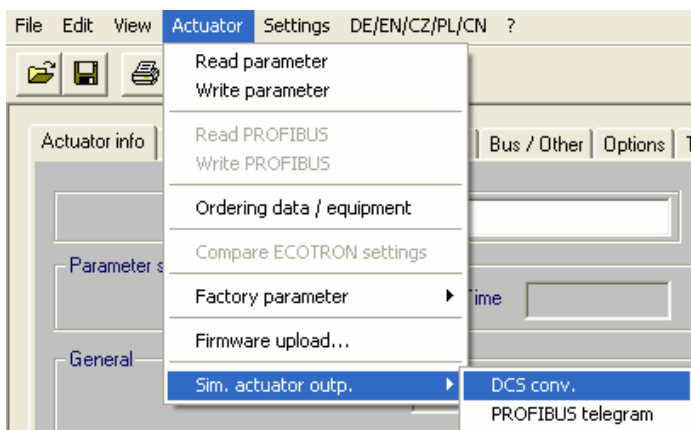 File Edit View Actuator Settings DE/EN/CZ/PL/CN ?
Read parameter
Write parameter
Actuator info
Read PROFIBUS
Bus / Other Options
Write PROFIBUS
Ordering data / equipment
Compare ECOTRON settings
Parameter
Factory parameter
Firmware upload...
General
Sim. actuator outp.
DCS conv.
PROFIBUS telegram